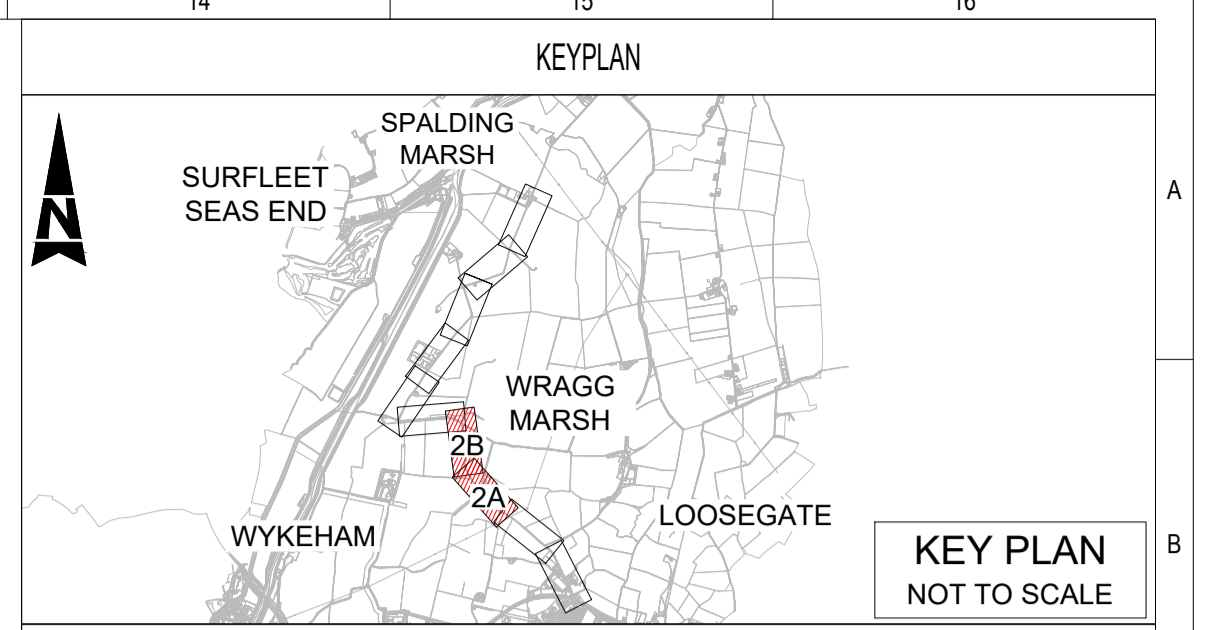 14 15 16
KEYPLAN
N
SPALDING
MARSH
SURFLEET
SEAS END
A
WRAGG
MARSH
2B
2A
LOOSEGATE
WYKEHAM
B
KEY PLAN
NOT TO SCALE